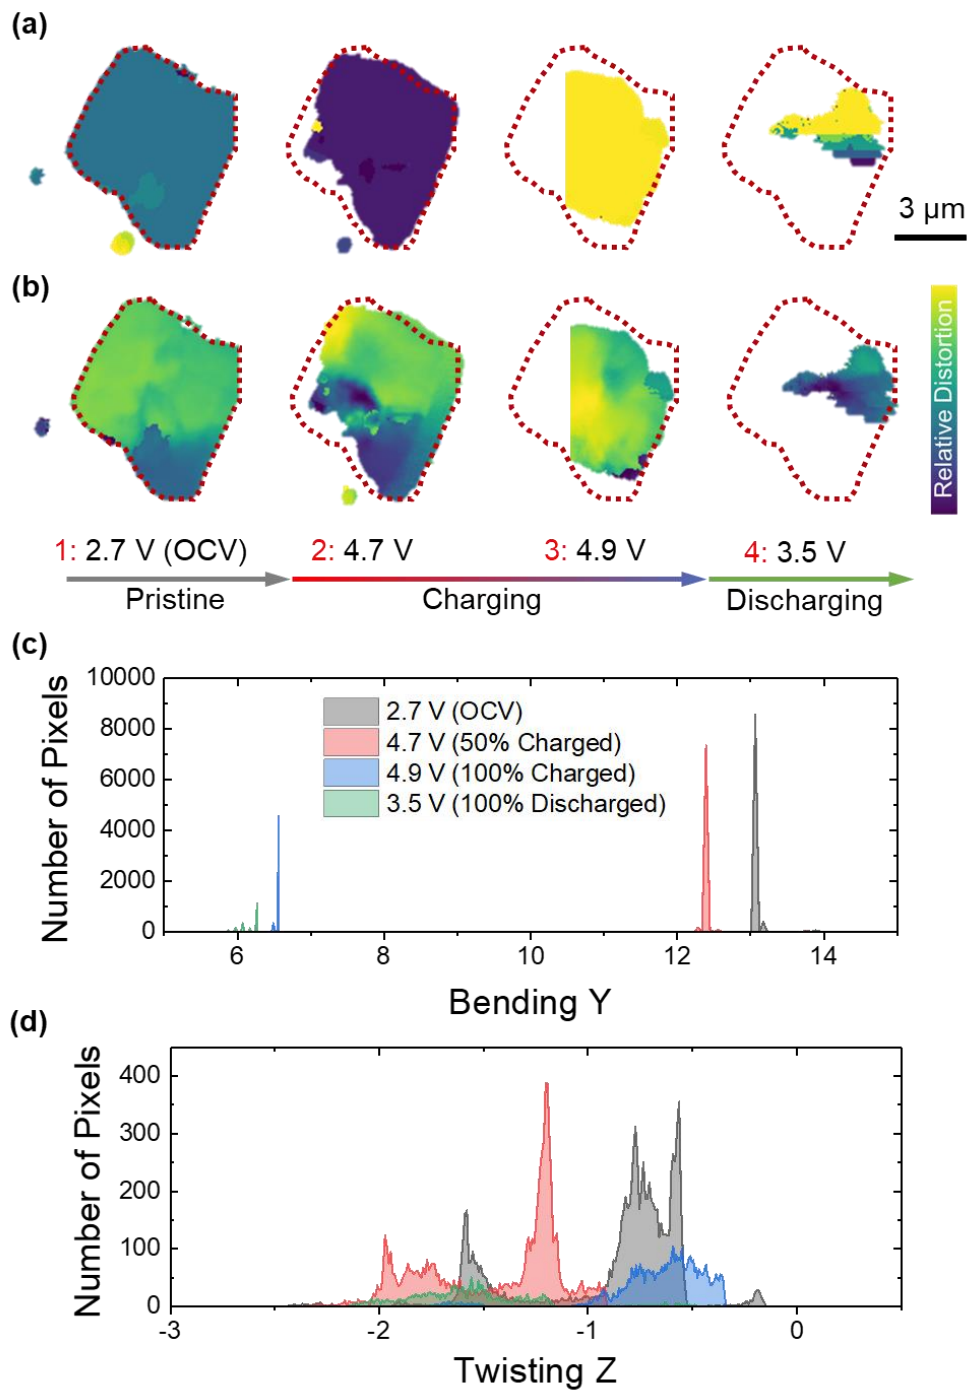 (a)
3 μm
(b)
Relative Distortion
1: 2.7 V (OCV)
2: 4.7 V
3: 4.9 V
4: 3.5 V
Pristine
Charging
Discharging
(c)
Number of Pixels
10000
8000
6000
4000
2000
0
2.7 V (OCV)
4.7 V (50% Charged)
4.9 V (100% Charged)
3.5 V (100% Discharged)
6 8 10 12 14
Bending Y
(d)
Number of Pixels
400
300
200
100
0
-3 -2 -1 0
Twisting Z